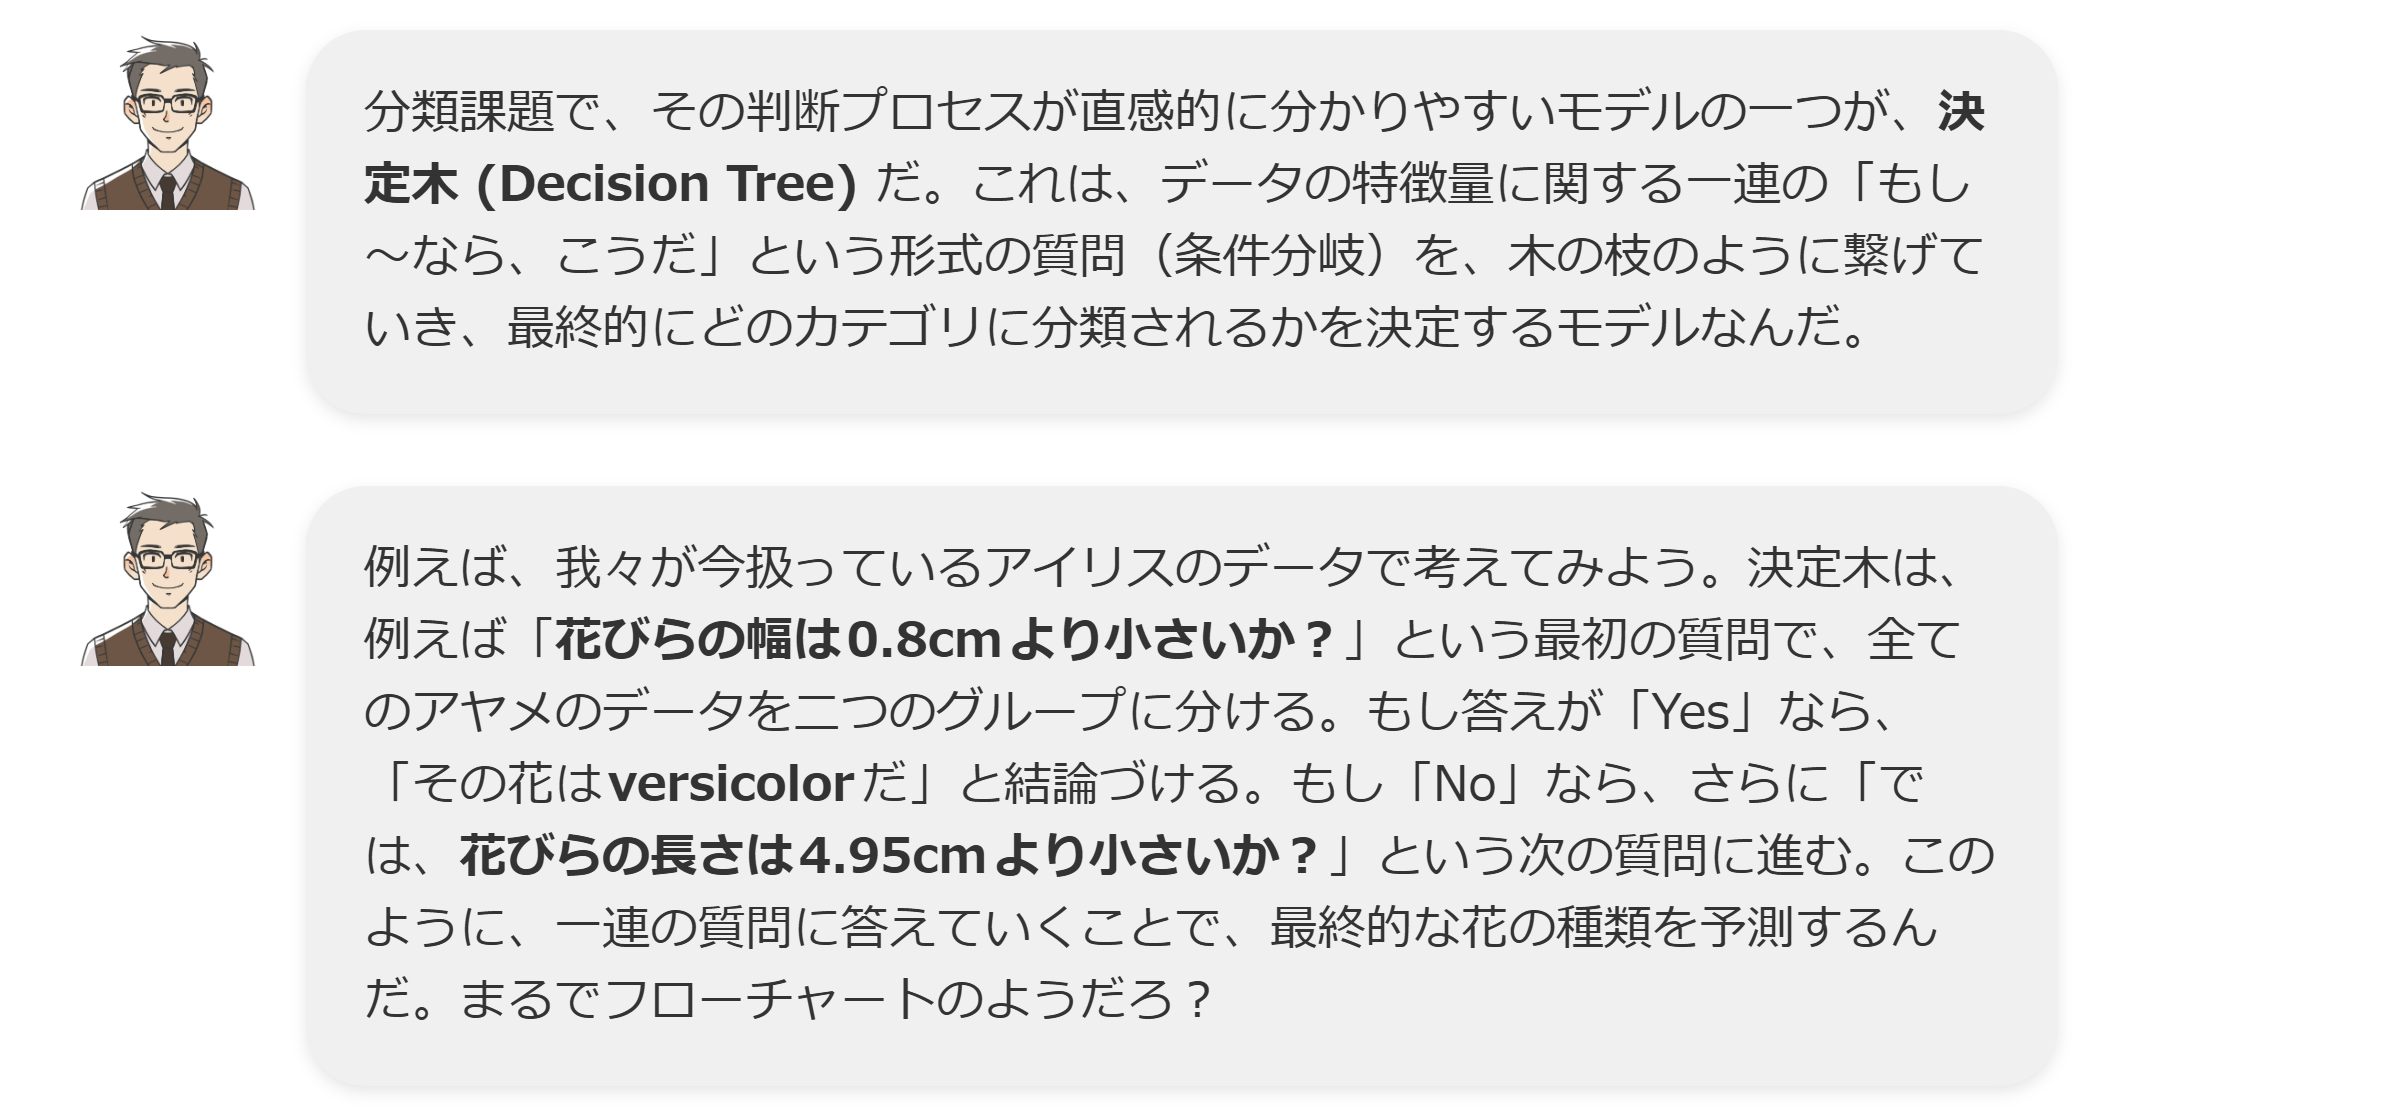 分類課題で、その判断プロセスが直感的に分かりやすいモデルの一つが、決
定木 (Decision Tree) だ。これは、データの特徴量に関する一連の「もし
～なら、こうだ」という形式の質問（条件分岐）を、木の枝のように繋げて
いき、最終的にどのカテゴリに分類されるかを決定するモデルなんだ。
例えば、我々が今扱っているアイリスのデータで考えてみよう。決定木は、
例えば「花びらの幅は0.8cmより小さいか？」という最初の質問で、全て
のアヤメのデータを二つのグループに分ける。もし答えが「Yes」なら、
「その花はversicolorだ」と結論づける。もし「No」なら、さらに「で
は、花びらの長さは4.95cmより小さいか？」という次の質問に進む。この
ように、一連の質問に答えていくことで、最終的な花の種類を予測するん
だ。まるでフローチャートのようだろ？